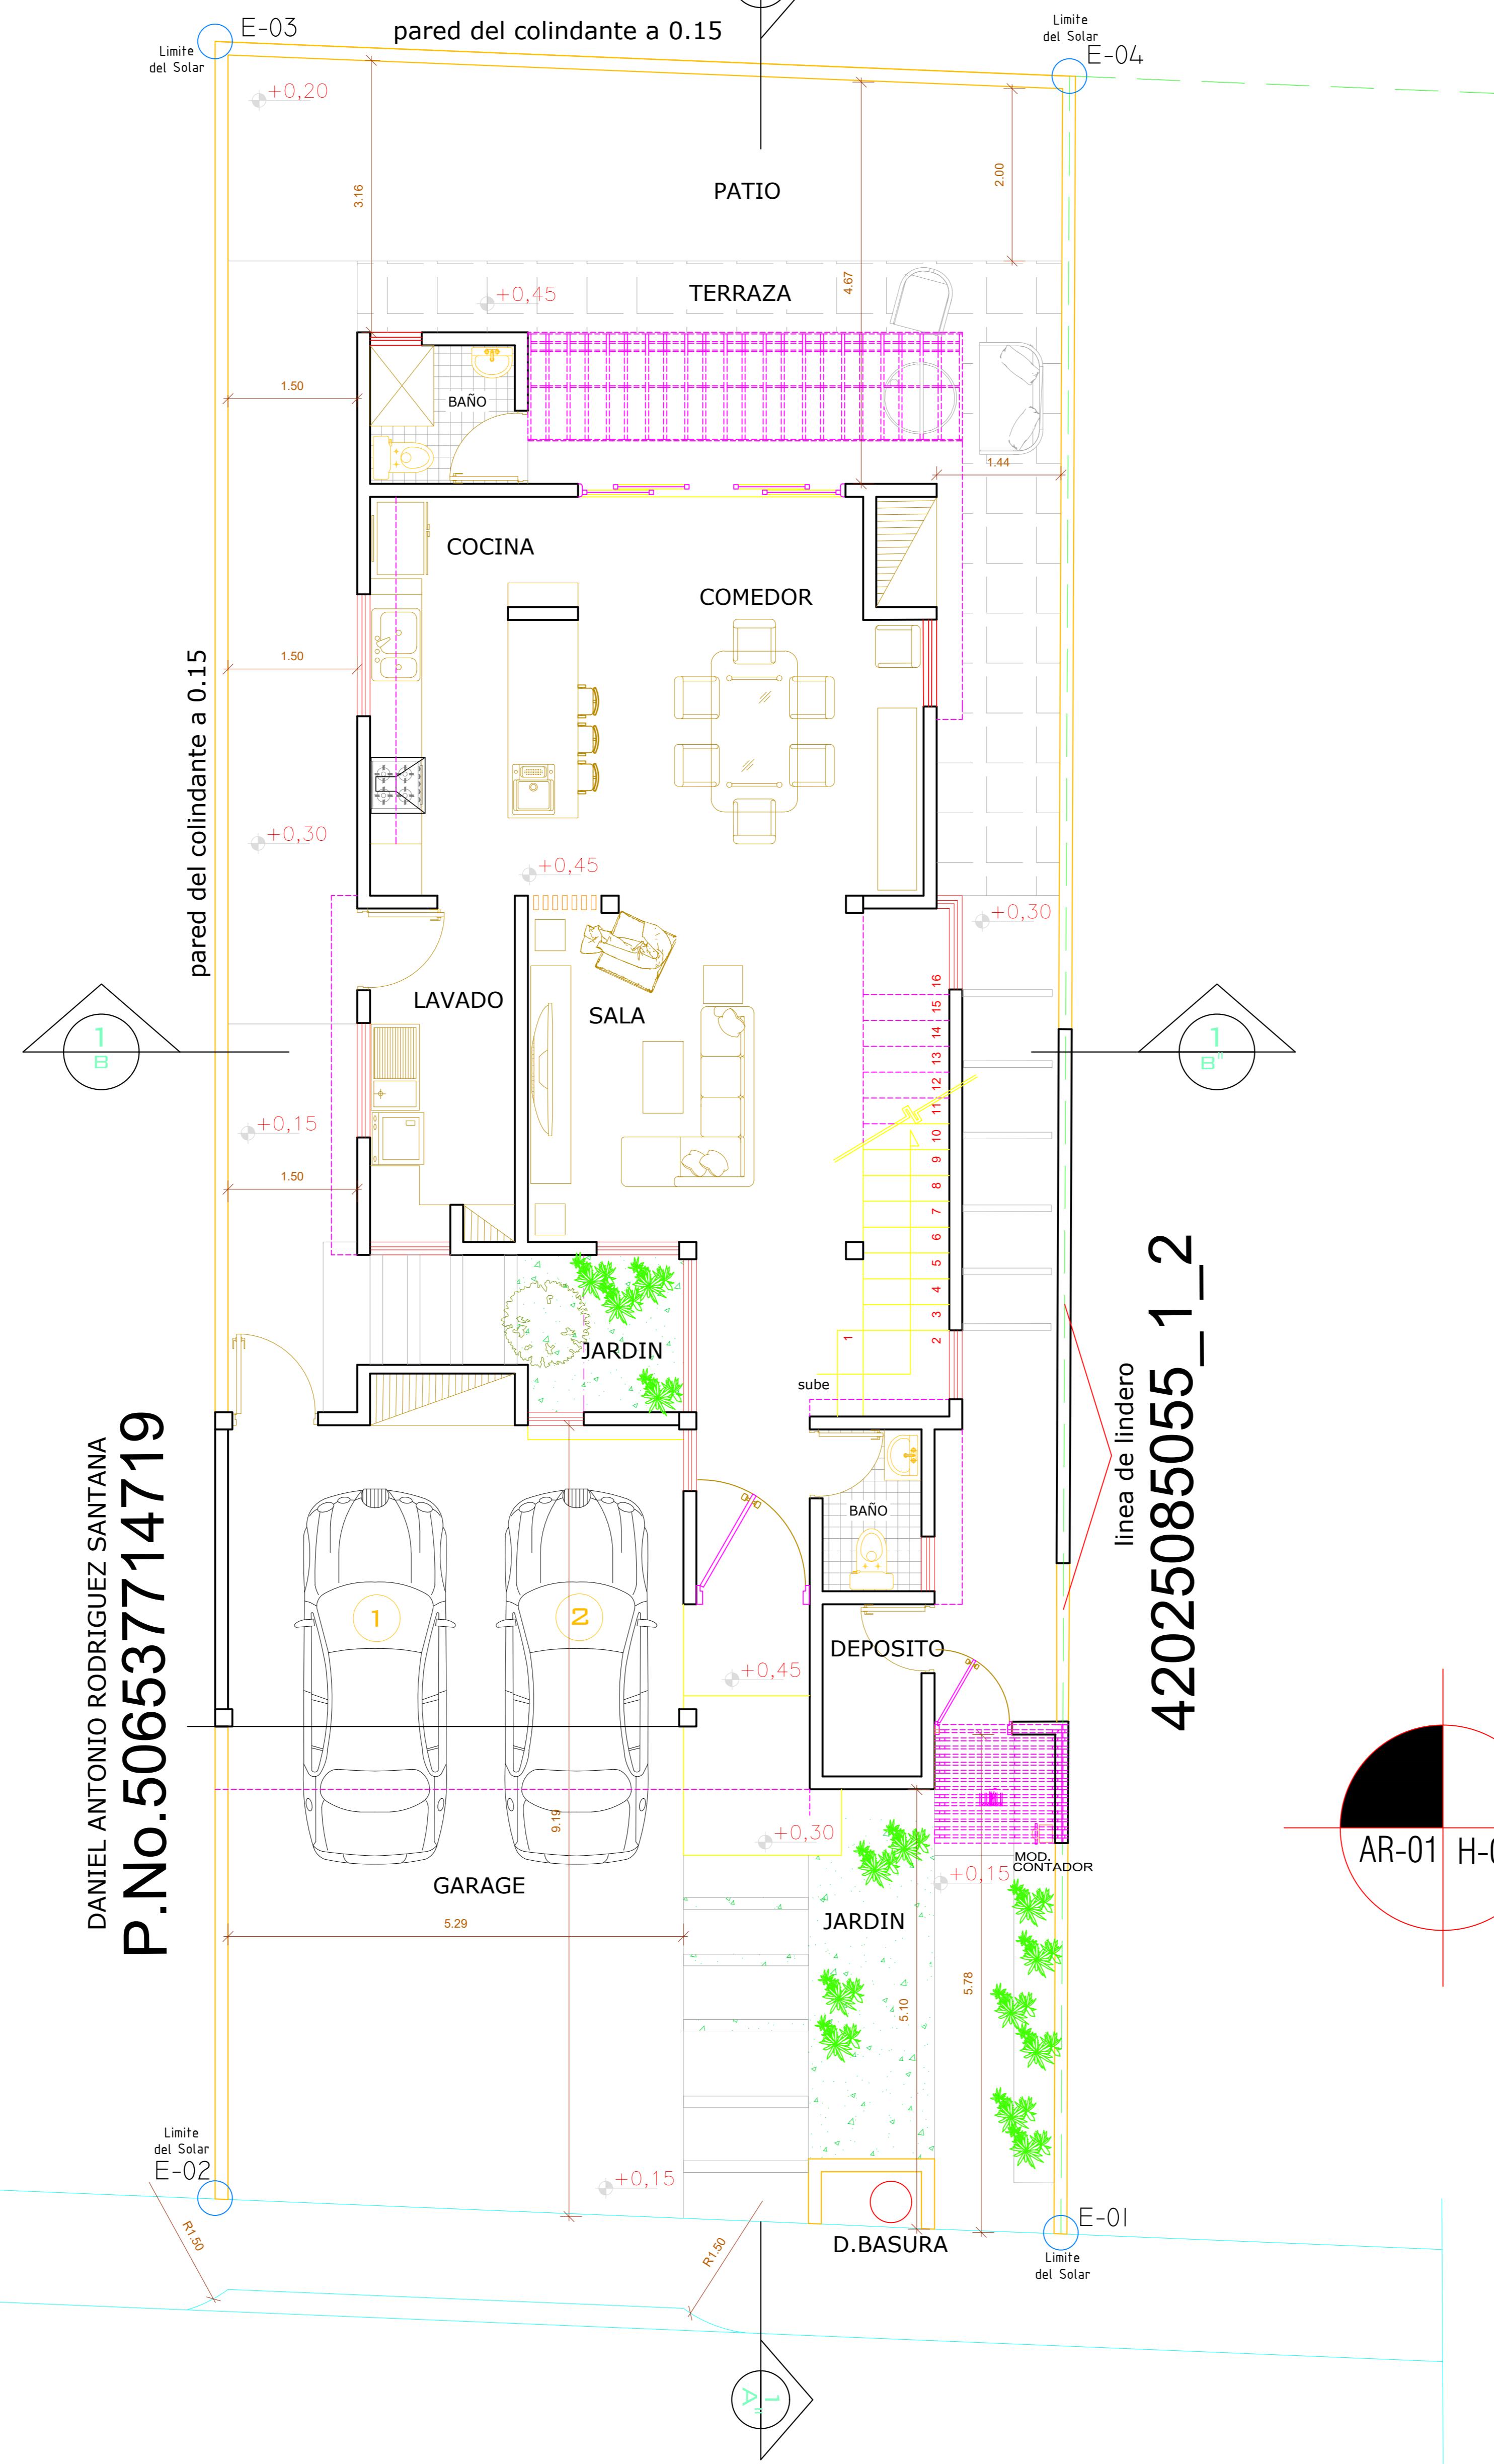 E-03
pared del colindante a 0.15
Limite
del Solar
E-04
Limite
del Solar
+0,20
3.16
PATIO
2.00
+0,45
TERRAZA
4.67
1.50
BAÑO
1.44
COCINA
COMEDOR
1.50
pared del colindante a 0.15
+0,30
+0,45
+0,30
LAVADO
SALA
16
15
14
13
12
11
10
9
8
7
6
5
4
3
2
1
1
B
1
B"
+0,15
1.50
JARDIN
sube
linea de lindero
42025085055_1_2
DANIEL ANTONIO RODRIGUEZ SANTANA
P.No.506537714719
BAÑO
1
2
DEPOSITO
+0,45
9.19
+0,30
MOD.
CONTADOR
+0,15
AR-01
GARAGE
5.29
JARDIN
5.10
5.78
Limite
del Solar
E-02
+0,15
E-01
Limite
del Solar
D.BASURA
R1.50
R1.50
1
A"